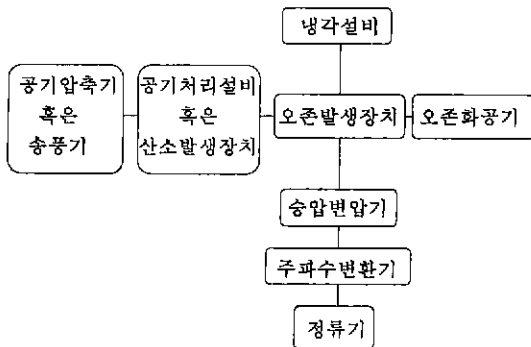 냉각설비
공기압축기
혹은
송풍기
공기처리설비
혹은
산소발생장치
오존발생장치
오존화공기
승압변압기
주파수변환기
정류기